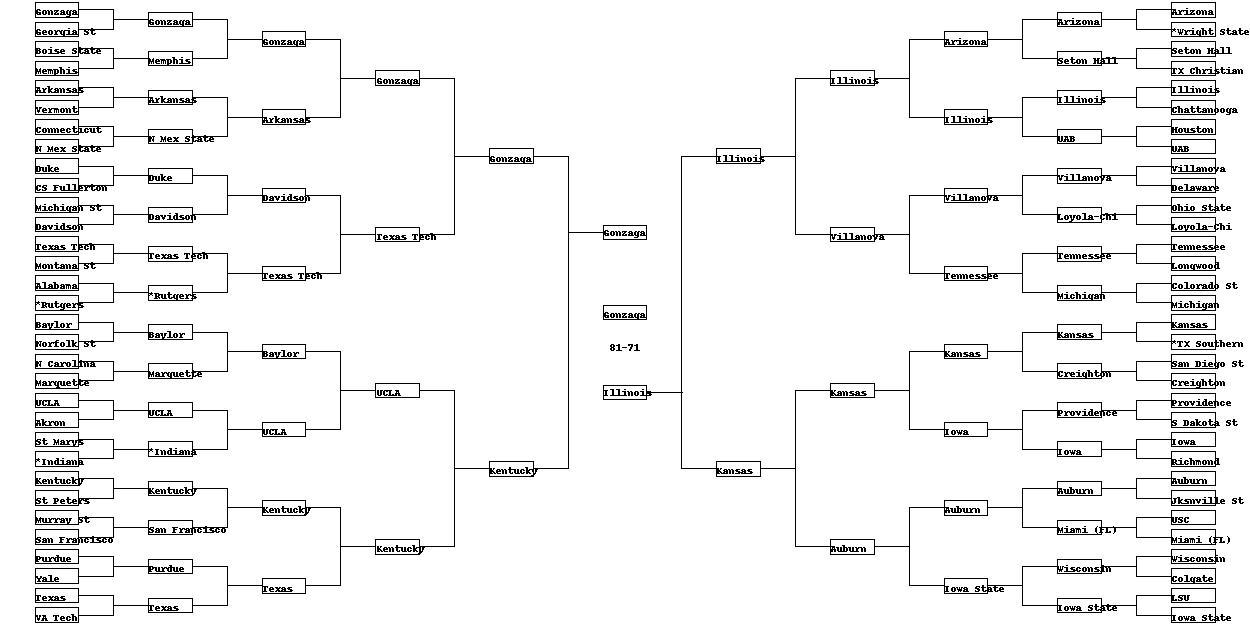 Gonzaga
Georgia St
Boise State
Memphis
Arkansas
Vermont
Connecticut
N Mex State
Duke
CS Fullerton
Michigan St
Davidson
Texas Tech
Montana St
Alabama
*Rutgers
Baylor
Norfolk St
N Carolina
Marquette
UCLA
Akron
St Marys
*Indiana
Kentucky
St Peters
Murray St
San Francisco
Purdue
Yale
Texas
VA Tech
Gonzaga
Memphis
Arkansas
N Mex State
Duke
Davidson
Texas Tech
*Rutgers
Baylor
Marquette
UCLA
*Indiana
Kentucky
San Francisco
Purdue
Texas
Gonzaga
Arkansas
Davidson
Texas Tech
Baylor
UCLA
Kentucky
Texas
Gonzaga
Texas Tech
UCLA
Kentucky
Gonzaga
Kentucky
Gonzaga
Gonzaga
81-71
Illinois
Illinois
Kansas
Illinois
Villanova
Kansas
Auburn
Arizona
Illinois
Villanova
Tennessee
Kansas
Iowa
Auburn
Iowa State
Arizona
Seton Hall
Illinois
UAB
Villanova
Loyola-Chi
Tennessee
Michigan
Kansas
Creighton
Providence
Iowa
Auburn
Miami (FL)
Wisconsin
Iowa State
Arizona
*Wright State
Seton Hall
TX Christian
Illinois
Chattanooga
Houston
UAB
Villanova
Delaware
Ohio State
Loyola-Chi
Tennessee
Longwood
Colorado St
Michigan
Kansas
*TX Southern
San Diego St
Creighton
Providence
S Dakota St
Iowa
Richmond
Auburn
Jksnville St
USC
Miami (FL)
Wisconsin
Colgate
LSU
Iowa State